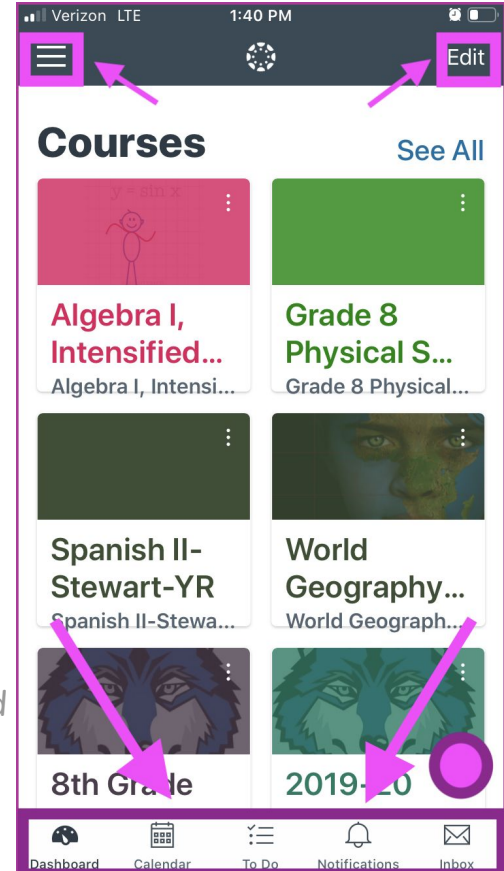 Verizon LTE 1:40 PM
Edit
Courses
See All
y = sin x
Algebra I,
Intensified...
Algebra I, Intensi...
Grade 8
Physical S...
Grade 8 Physical...
Spanish II-
Stewart-YR
Spanish II-Stewa...
World
Geography...
World Geograph...
8th Grade
2019-20
Dashboard
Calendar
To Do
Notifications
Inbox